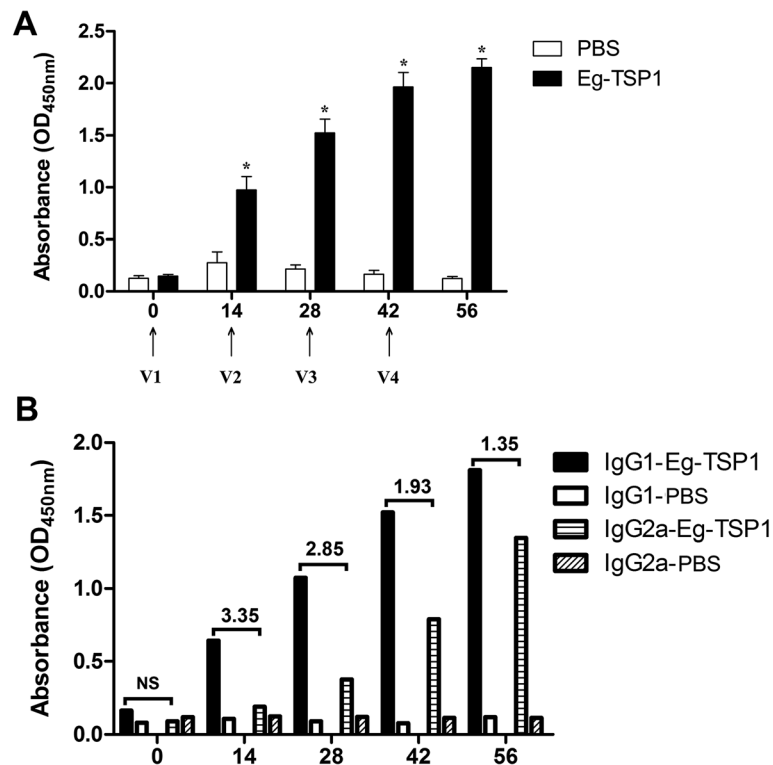 A
Absorbance (OD450nm)
2.5
2.0
1.5
1.0
0.5
0.0
PBS
Eg-TSP1
* * * *
0 14 28 42 56
V1 V2 V3 V4
B
Absorbance (OD450nm)
2.0
1.5
1.0
0.5
0.0
NS 3.35 2.85 1.93 1.35
IgG1-Eg-TSP1
IgG1-PBS
IgG2a-Eg-TSP1
IgG2a-PBS
0 14 28 42 56